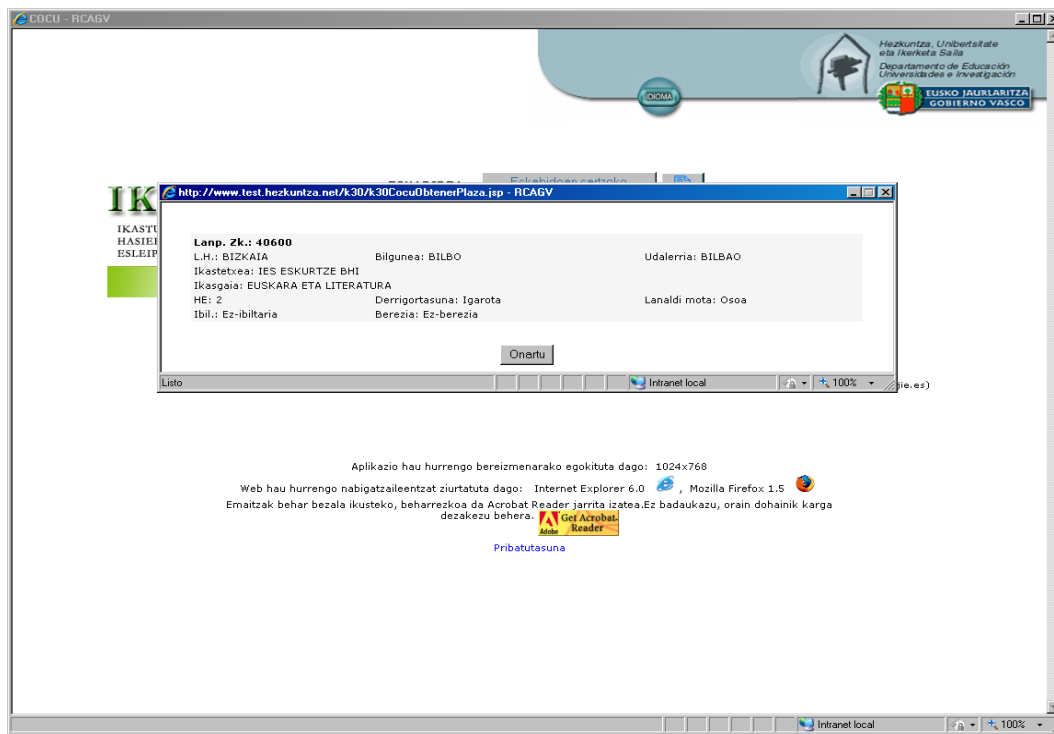 COCU - RCAGV
Hezkuntza, Unibertsitate
eta Ikerketa Saila
Departamento de Educación
Universidades e Investigación
EUSKO JAURLARITZA
GOBIERNO VASCO
IDIOMA
Eskabidean sartzeko
http://www.test.hezkuntza.net/k30/k30CocuObtenerPlaza.jsp - RCAGV
IK
IKASTU
HASIE
ESLEIP
Lanp. Zk.: 40600
L.H.: BIZKAIA Bilgunea: BILBO Udalerria: BILBAO
Ikastetxea: IES ESKURTZE BHI
Ikasgaia: EUSKARA ETA LITERATURA
HE: 2 Derrigortasuna: Igarota Lanaldi mota: Osoa
Ibil.: Ez-ibiltaria Berezia: Ez-berezia
Onartu
Listo Intranet local 100%
jie.es)
Aplikazio hau hurrengo bereizmenarako egokituta dago: 1024x768
Web hau hurrengo nabigatzaileentzat ziurtatuta dago: Internet Explorer 6.0 , Mozilla Firefox 1.5
Emaitzak behar bezala ikusteko, beharrezkoa da Acrobat Reader jarrita izatea.Ez badaukazu, orain dohainik karga
dezakezu behera. Get Acrobat Reader Adobe
Pribatutasuna
Intranet local 100%